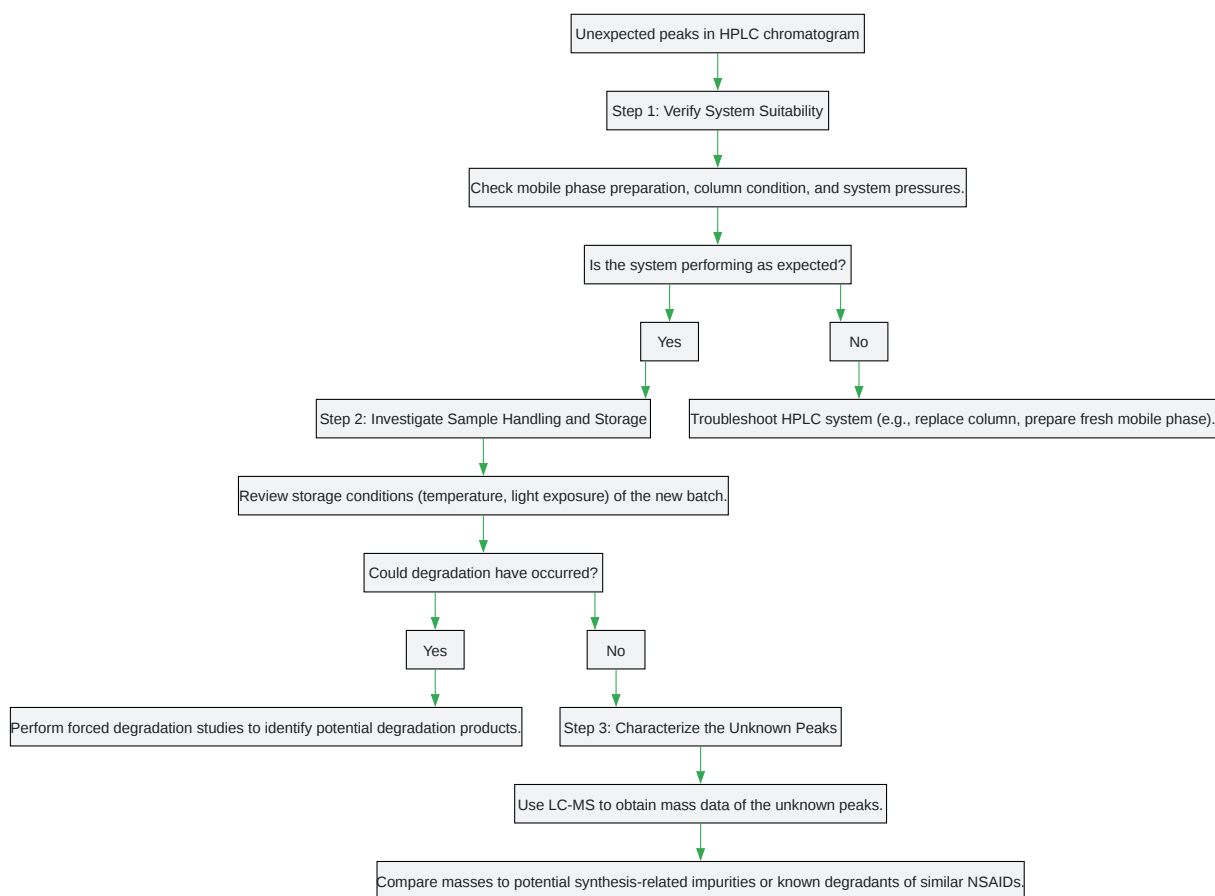 Unexpected peaks in HPLC chromatogram
Step 1: Verify System Suitability
Check mobile phase preparation, column condition, and system pressures.
Is the system performing as expected?
Yes
No
Step 2: Investigate Sample Handling and Storage
Troubleshoot HPLC system (e.g., replace column, prepare fresh mobile phase).
Review storage conditions (temperature, light exposure) of the new batch.
Could degradation have occurred?
Yes
No
Perform forced degradation studies to identify potential degradation products.
Step 3: Characterize the Unknown Peaks
Use LC-MS to obtain mass data of the unknown peaks.
Compare masses to potential synthesis-related impurities or known degradants of similar NSAIDs.